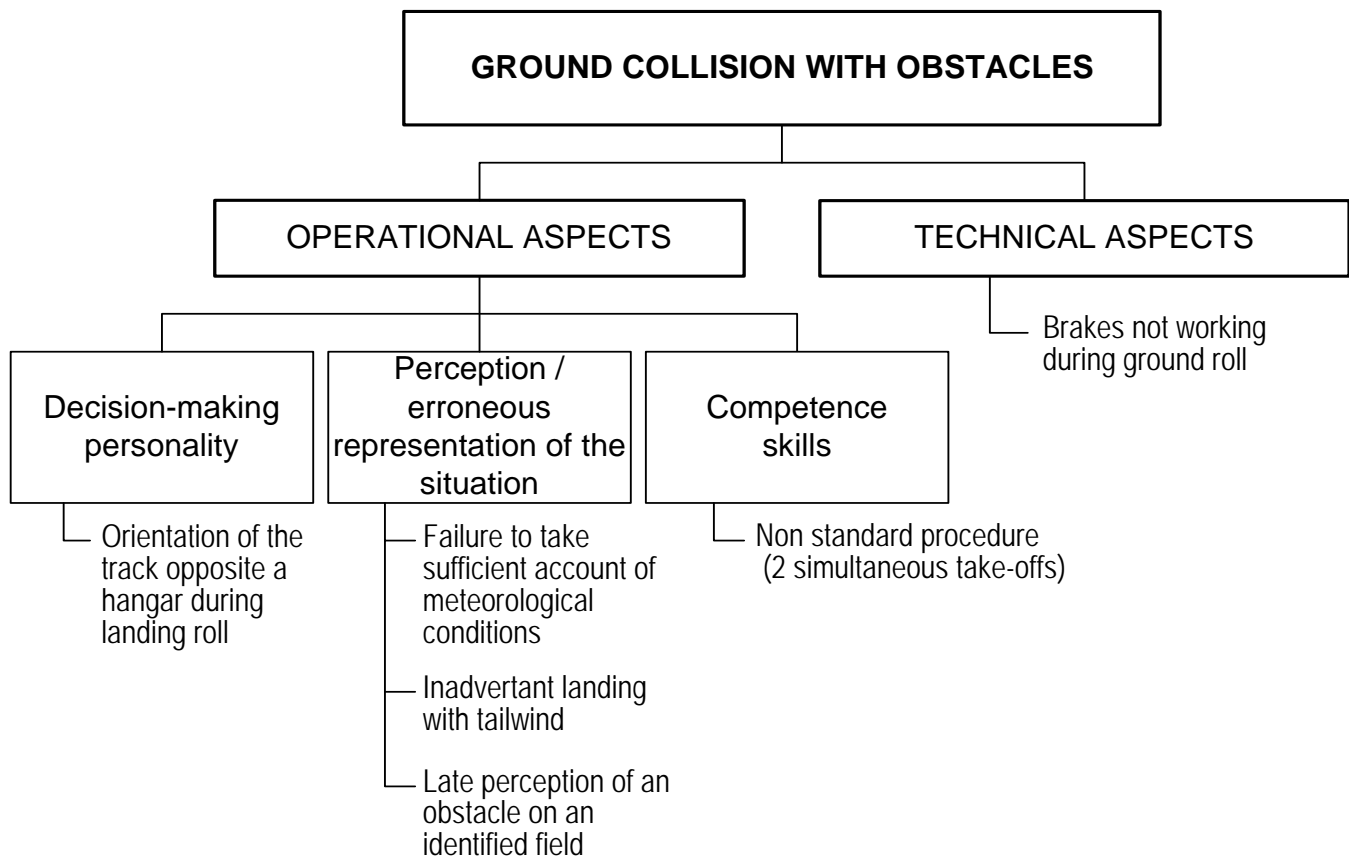 GROUND COLLISION WITH OBSTACLES
OPERATIONAL ASPECTS
TECHNICAL ASPECTS
Brakes not working
during ground roll
Decision-making
personality
Perception /
erroneous
representation of the
situation
Competence
skills
Orientation of the
track opposite a
hangar during
landing roll
Failure to take
sufficient account of
meteorological
conditions
Inadvertant landing
with tailwind
Late perception of an
obstacle on an
identified field
Non standard procedure
(2 simultaneous take-offs)